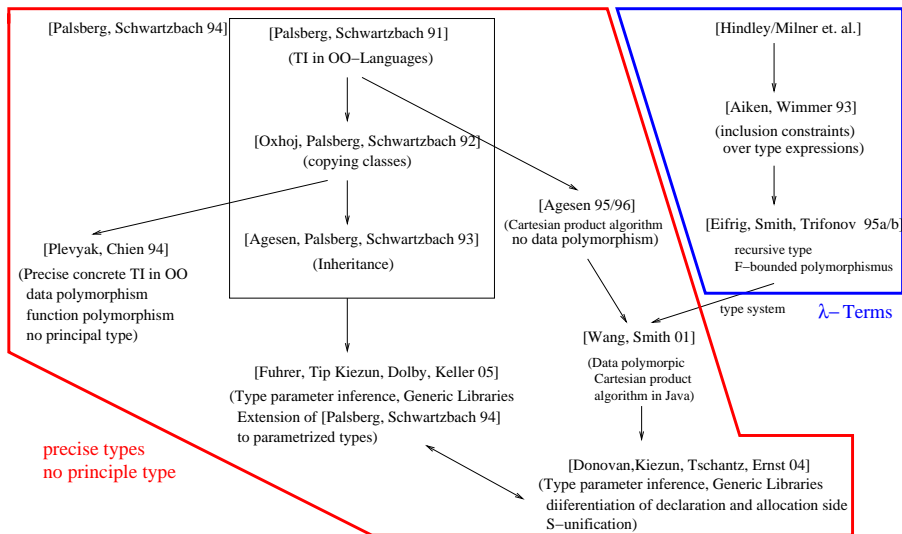 [Palsberg, Schwartzbach 94]
[Palsberg, Schwartzbach 91]
(TI in OO−Languages)
[Hindley/Milner et. al.]
[Aiken, Wimmer 93]
(inclusion constraints)
over type expressions)
[Oxhoj, Palsberg, Schwartzbach 92]
(copying classes)
[Agesen 95/96]
(Cartesian product algorithm
no data polymorphism)
[Eifrig, Smith, Trifonov 95a/b]
recursive type
F−bounded polymorphismus
[Plevyak, Chien 94]
(Precise concrete TI in OO
data polymorphism
function polymorphism
no principal type)
[Agesen, Palsberg, Schwartzbach 93]
(Inheritance)
type system
λ− Terms
[Wang, Smith 01]
(Data polymorpic
Cartesian product
algorithm in Java)
[Fuhrer, Tip Kiezun, Dolby, Keller 05]
(Type parameter inference, Generic Libraries
Extension of [Palsberg, Schwartzbach 94]
to parametrized types)
precise types
no principle type
[Donovan,Kiezun, Tschantz, Ernst 04]
(Type parameter inference, Generic Libraries
diiferentiation of declaration and allocation side
S−unification)